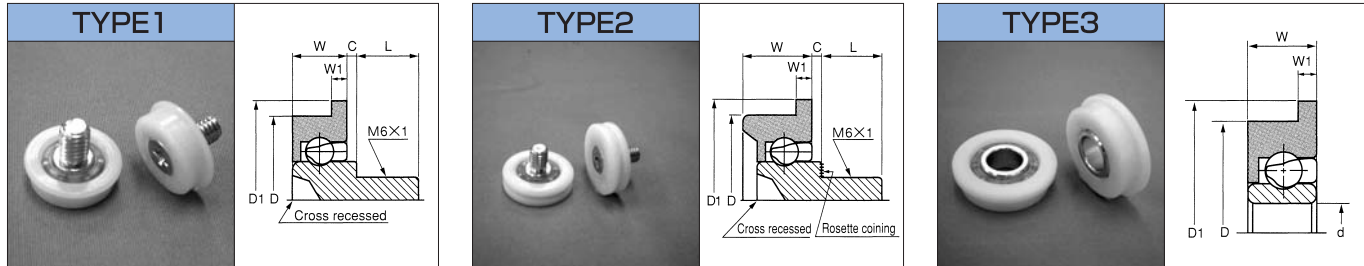 TYPE1
W C L
W1
M6×1
D1 D
Cross recessed
TYPE2
W C L
W1
M6×1
D1 D
Cross recessed
Rosette coining
TYPE3
W
W1
D1 D
d